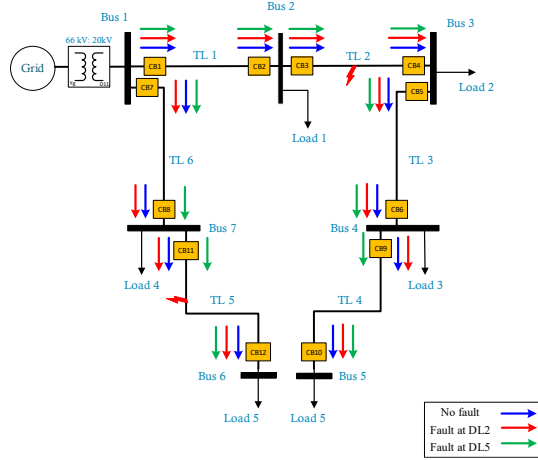 Bus 1
Bus 2
Bus 3
66 kV: 20kV
Grid
Yg
D11
CB1
TL 1
CB2
CB3
TL 2
CB4
CB7
CB5
Load 2
Load 1
TL 6
TL 3
CB8
CB6
Bus 7
Bus 4
CB11
CB9
Load 4
Load 3
TL 5
TL 4
CB12
CB10
Bus 6
Bus 5
Load 5
Load 5
No fault
Fault at DL2
Fault at DL5